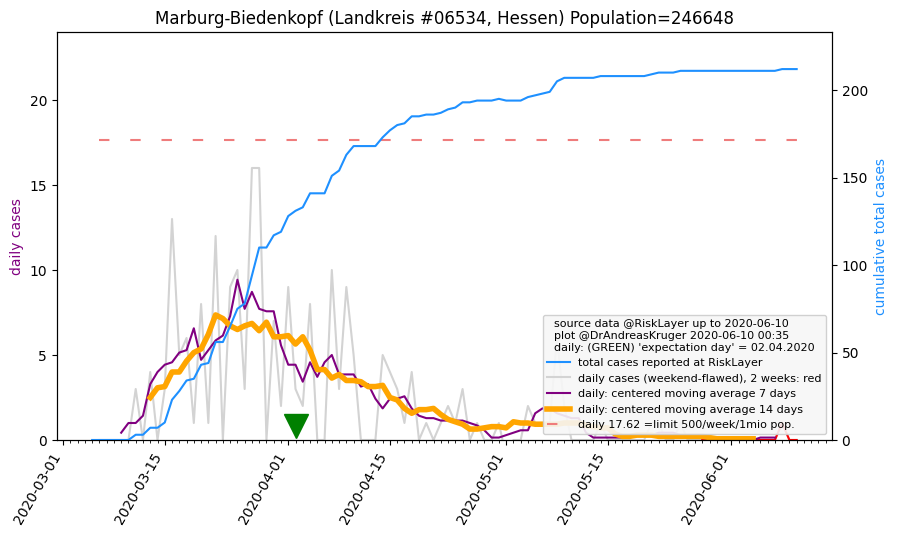 Marburg-Biedenkopf (Landkreis #06534, Hessen) Population=246648
daily cases
20
15
10
5
0
cumulative total cases
200
150
100
50
0
source data @RiskLayer up to 2020-06-10
plot @DrAndreasKruger 2020-06-10 00:35
daily: (GREEN) 'expectation day' = 02.04.2020
total cases reported at RiskLayer
daily cases (weekend-flawed), 2 weeks: red
daily: centered moving average 7 days
daily: centered moving average 14 days
daily 17.62 =limit 500/week/1mio pop.
2020-03-01
2020-03-15
2020-04-01
2020-04-15
2020-05-01
2020-05-15
2020-06-01